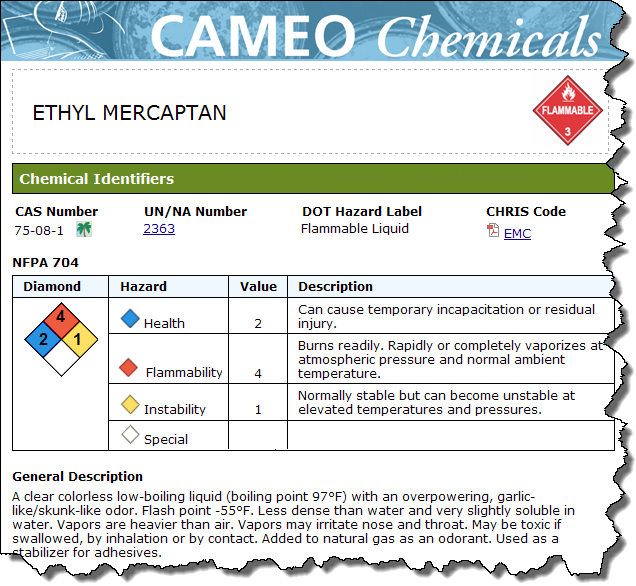 CAMEO Chemicals
ETHYL MERCAPTAN
FLAMMABLE
3
Chemical Identifiers
CAS Number UN/NA Number DOT Hazard Label CHRIS Code
75-08-1 2363 Flammable Liquid EMC
NFPA 704
Diamond Hazard Value Description
4
2 1
Health 2 Can cause temporary incapacitation or residual
injury.
Flammability 4 Burns readily. Rapidly or completely vaporizes at
atmospheric pressure and normal ambient
temperature.
Instability 1 Normally stable but can become unstable at
elevated temperatures and pressures.
Special
General Description
A clear colorless low-boiling liquid (boiling point 97°F) with an overpowering, garlic-
like/skunk-like odor. Flash point -55°F. Less dense than water and very slightly soluble in
water. Vapors are heavier than air. Vapors may irritate nose and throat. May be toxic if
swallowed, by inhalation or by contact. Added to natural gas as an odorant. Used as a
stabilizer for adhesives.